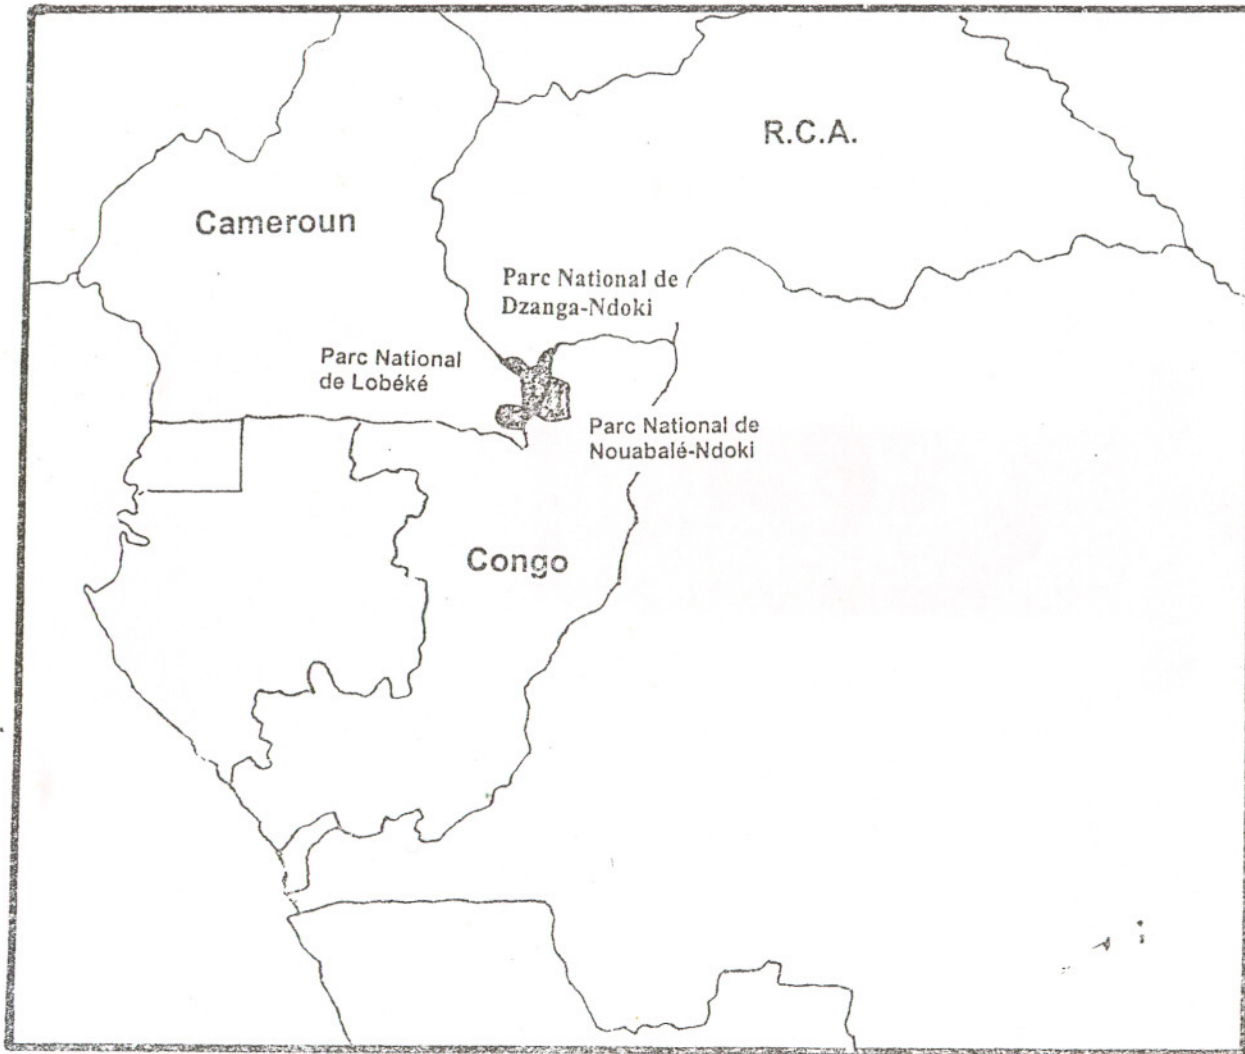 R.C.A.
Cameroun
Parc National de
Dzanga-Ndoki
Parc National
de Lobéké
Parc National de
Nouabalé-Ndoki
Congo